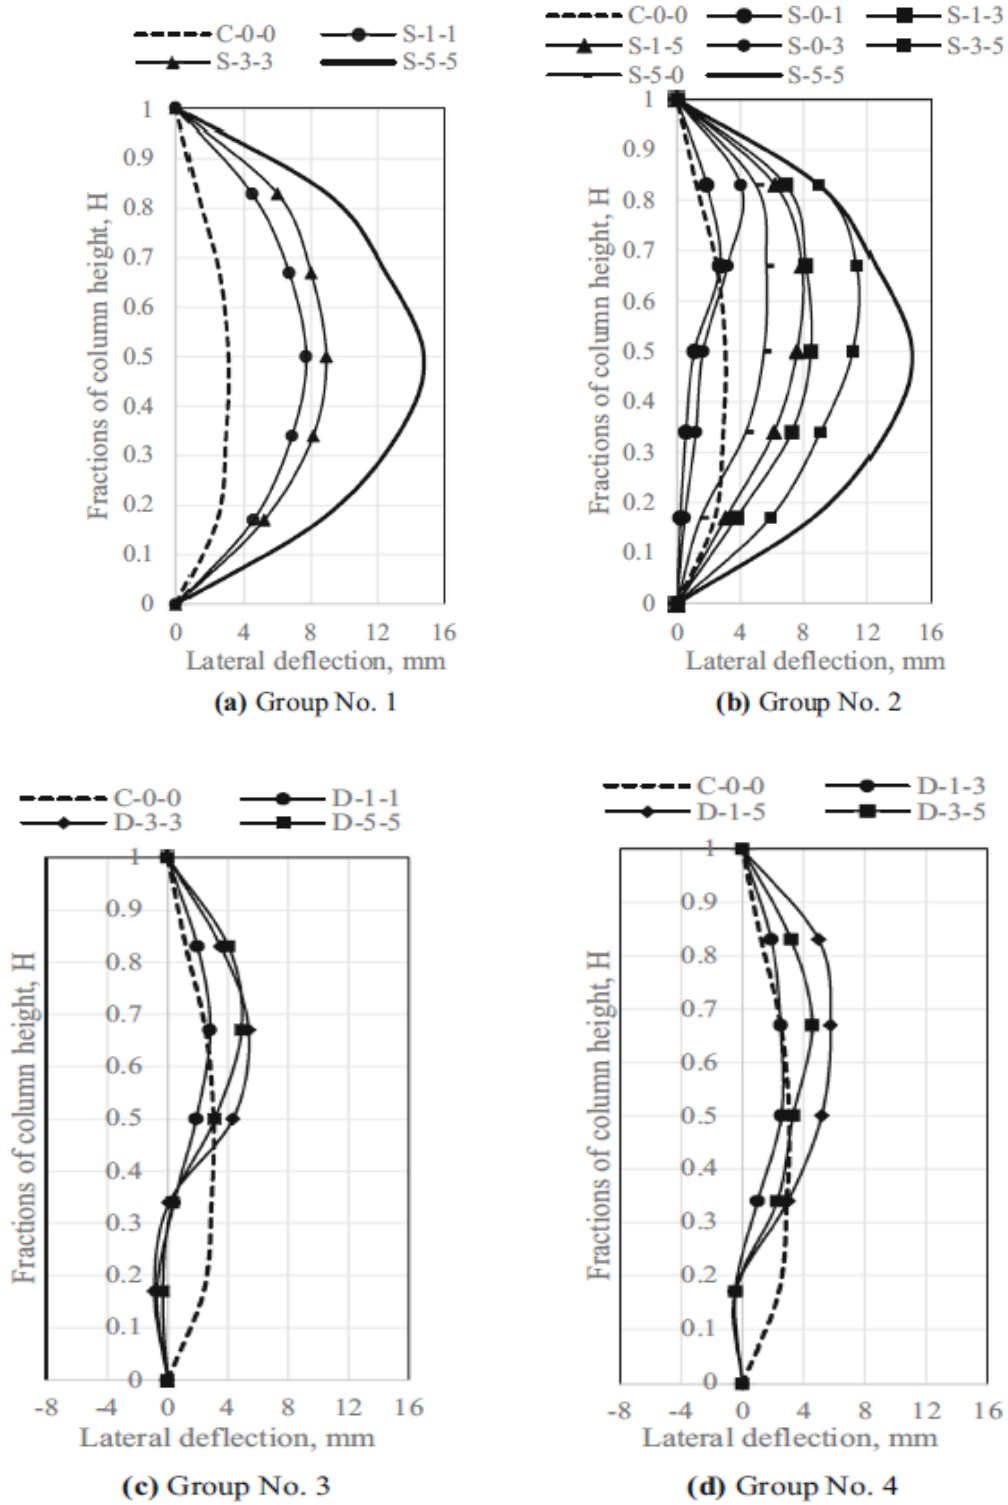 C-0-0 S-1-1
S-3-3 S-5-5
1
0.9
0.8
0.7
0.6
0.5
0.4
0.3
0.2
0.1
0
Fractions of column height, H
0 4 8 12 16
Lateral deflection, mm
(a) Group No. 1
C-0-0 S-0-1 S-1-3
S-1-5 S-0-3 S-3-5
S-5-0 S-5-5
1
0.9
0.8
0.7
0.6
0.5
0.4
0.3
0.2
0.1
0
Fractions of column height, H
0 4 8 12 16
Lateral deflection, mm
(b) Group No. 2
C-0-0 D-1-1
D-3-3 D-5-5
1
0.9
0.8
0.7
0.6
0.5
0.4
0.3
0.2
0.1
0
Fractions of column height, H
-8 -4 0 4 8 12 16
Lateral deflection, mm
(c) Group No. 3
C-0-0 D-1-3
D-1-5 D-3-5
1
0.9
0.8
0.7
0.6
0.5
0.4
0.3
0.2
0.1
0
Fractions of column height, H
-8 -4 0 4 8 12 16
Lateral deflection, mm
(d) Group No. 4